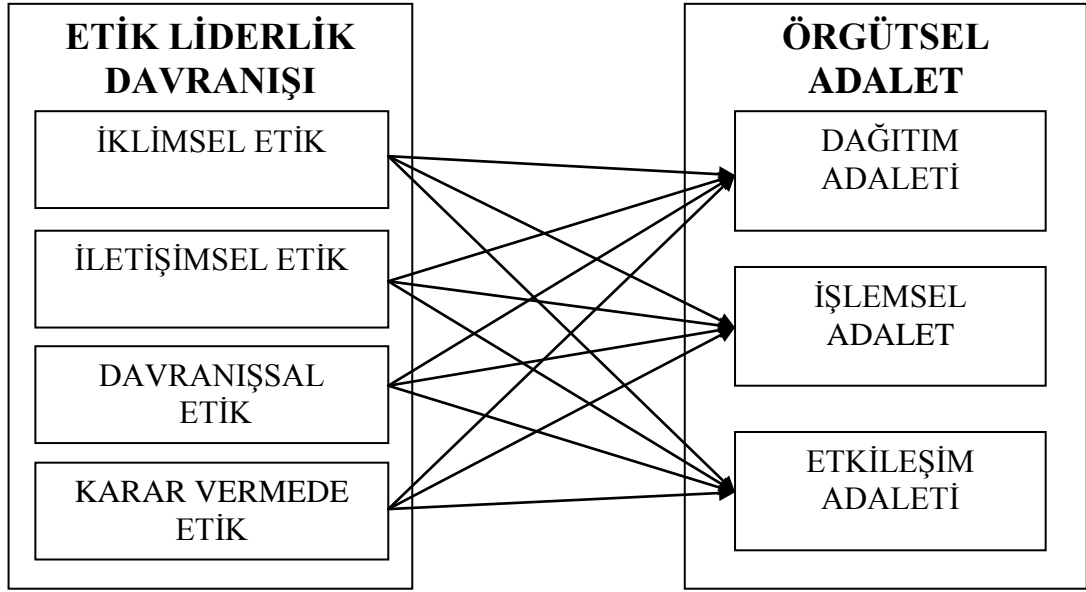 ETİK LİDERLİK
DAVRANIŞI
İKLİMSEL ETİK
İLETİŞİMSEL ETİK
DAVRANIŞSAL
ETİK
KARAR VERMEDE
ETİK
ÖRGÜTSEL
ADALET
DAĞITIM
ADALETİ
İŞLEMSEL
ADALET
ETKİLEŞİM
ADALETİ